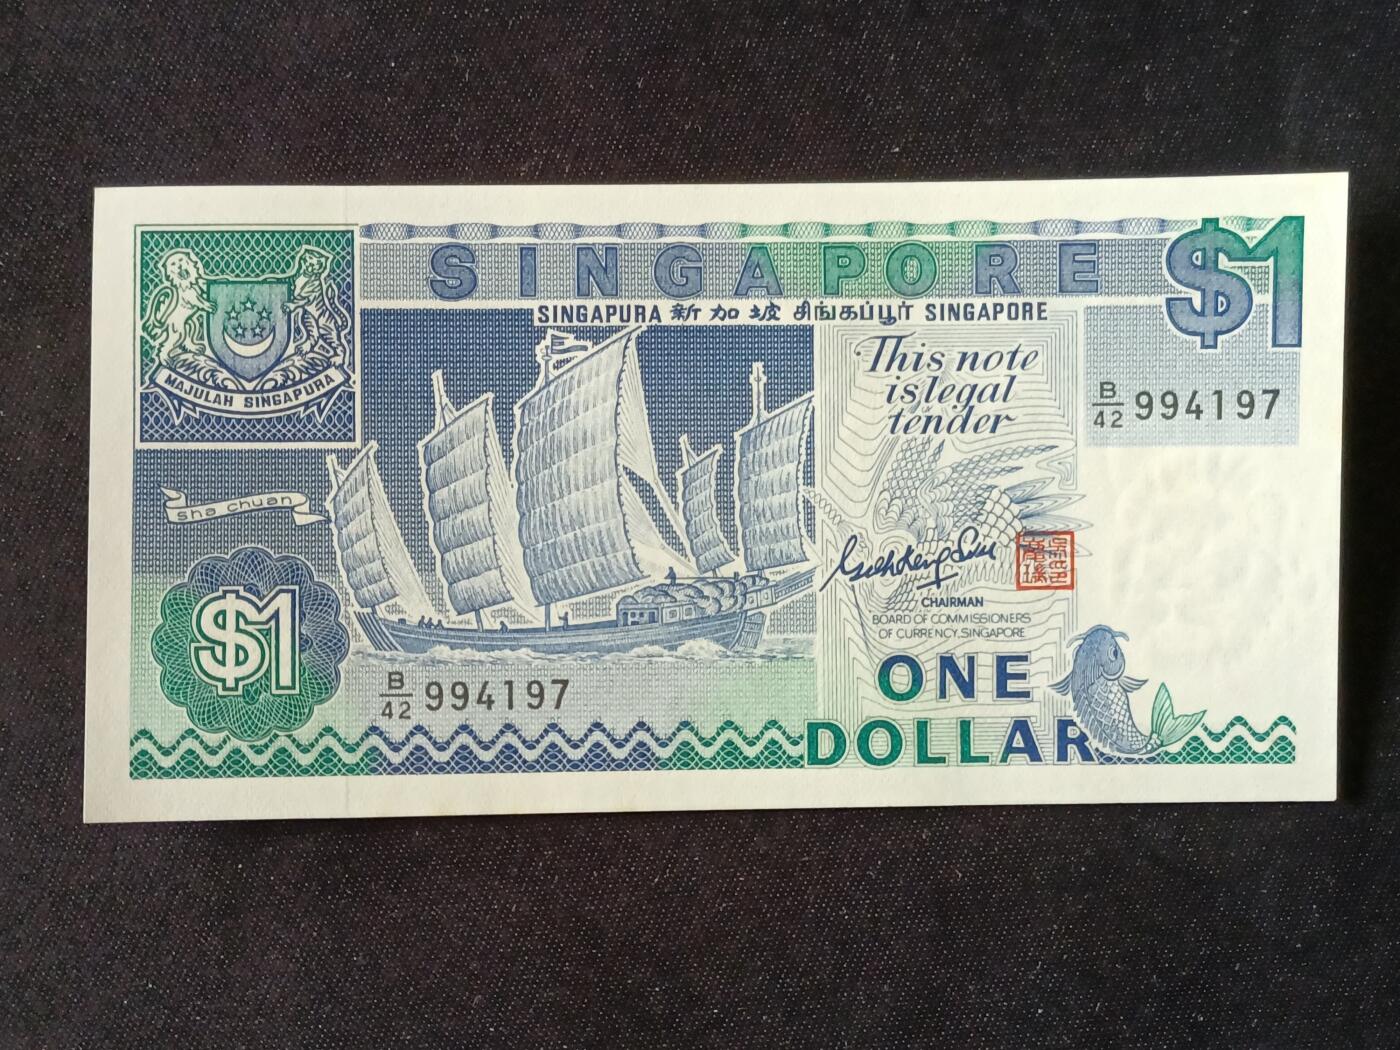 SINGAPORE
$1
SINGAPURA 新加坡 சிங்கப்பூர் SINGAPORE
MAJULAH SINGAPURA
This note
is legal
tender
B/42 994197
sha chuan
$1
CHAIRMAN
BOARD OF COMMISSIONERS
OF CURRENCY, SINGAPORE
B/42 994197
ONE
DOLLAR